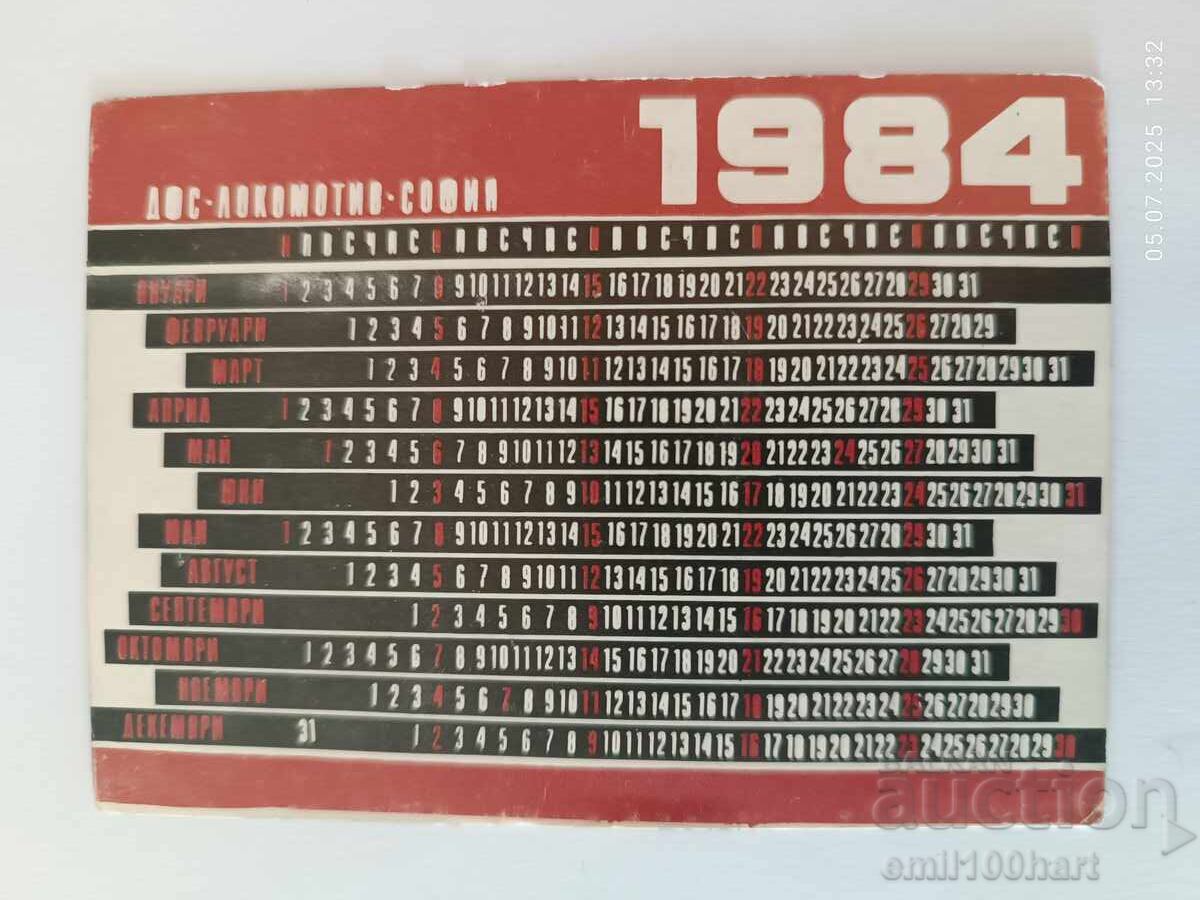 1984
ДФС·ЛОКОМОТИВ·СОФИЯ
Н П В С Ч П С Н П В С Ч П С Н П В С Ч П С Н П В С Ч П С Н П В С Ч П С Н
ЯНУАРИ 1 2 3 4 5 6 7 8 9 10 11 12 13 14 15 16 17 18 19 20 21 22 23 24 25 26 27 28 29 30 31
ФЕВРУАРИ 1 2 3 4 5 6 7 8 9 10 11 12 13 14 15 16 17 18 19 20 21 22 23 24 25 26 27 28 29
МАРТ 1 2 3 4 5 6 7 8 9 10 11 12 13 14 15 16 17 18 19 20 21 22 23 24 25 26 27 28 29 30 31
АПРИЛ 1 2 3 4 5 6 7 8 9 10 11 12 13 14 15 16 17 18 19 20 21 22 23 24 25 26 27 28 29 30 31
МАЙ 1 2 3 4 5 6 7 8 9 10 11 12 13 14 15 16 17 18 19 20 21 22 23 24 25 26 27 28 29 30 31
ЮНИ 1 2 3 4 5 6 7 8 9 10 11 12 13 14 15 16 17 18 19 20 21 22 23 24 25 26 27 28 29 30 31
ЮЛИ 1 2 3 4 5 6 7 8 9 10 11 12 13 14 15 16 17 18 19 20 21 22 23 24 25 26 27 28 29 30 31
АВГУСТ 1 2 3 4 5 6 7 8 9 10 11 12 13 14 15 16 17 18 19 20 21 22 23 24 25 26 27 28 29 30 31
СЕПТЕМВРИ 1 2 3 4 5 6 7 8 9 10 11 12 13 14 15 16 17 18 19 20 21 22 23 24 25 26 27 28 29 30
ОКТОМВРИ 1 2 3 4 5 6 7 8 9 10 11 12 13 14 15 16 17 18 19 20 21 22 23 24 25 26 27 28 29 30 31
НОЕМВРИ 1 2 3 4 5 6 7 8 9 10 11 12 13 14 15 16 17 18 19 20 21 22 23 24 25 26 27 28 29 30
ДЕКЕМВРИ 31 1 2 3 4 5 6 7 8 9 10 11 12 13 14 15 16 17 18 19 20 21 22 23 24 25 26 27 28 29 30
05.07.2025 13:32
BALKAN
auction
emil100hart